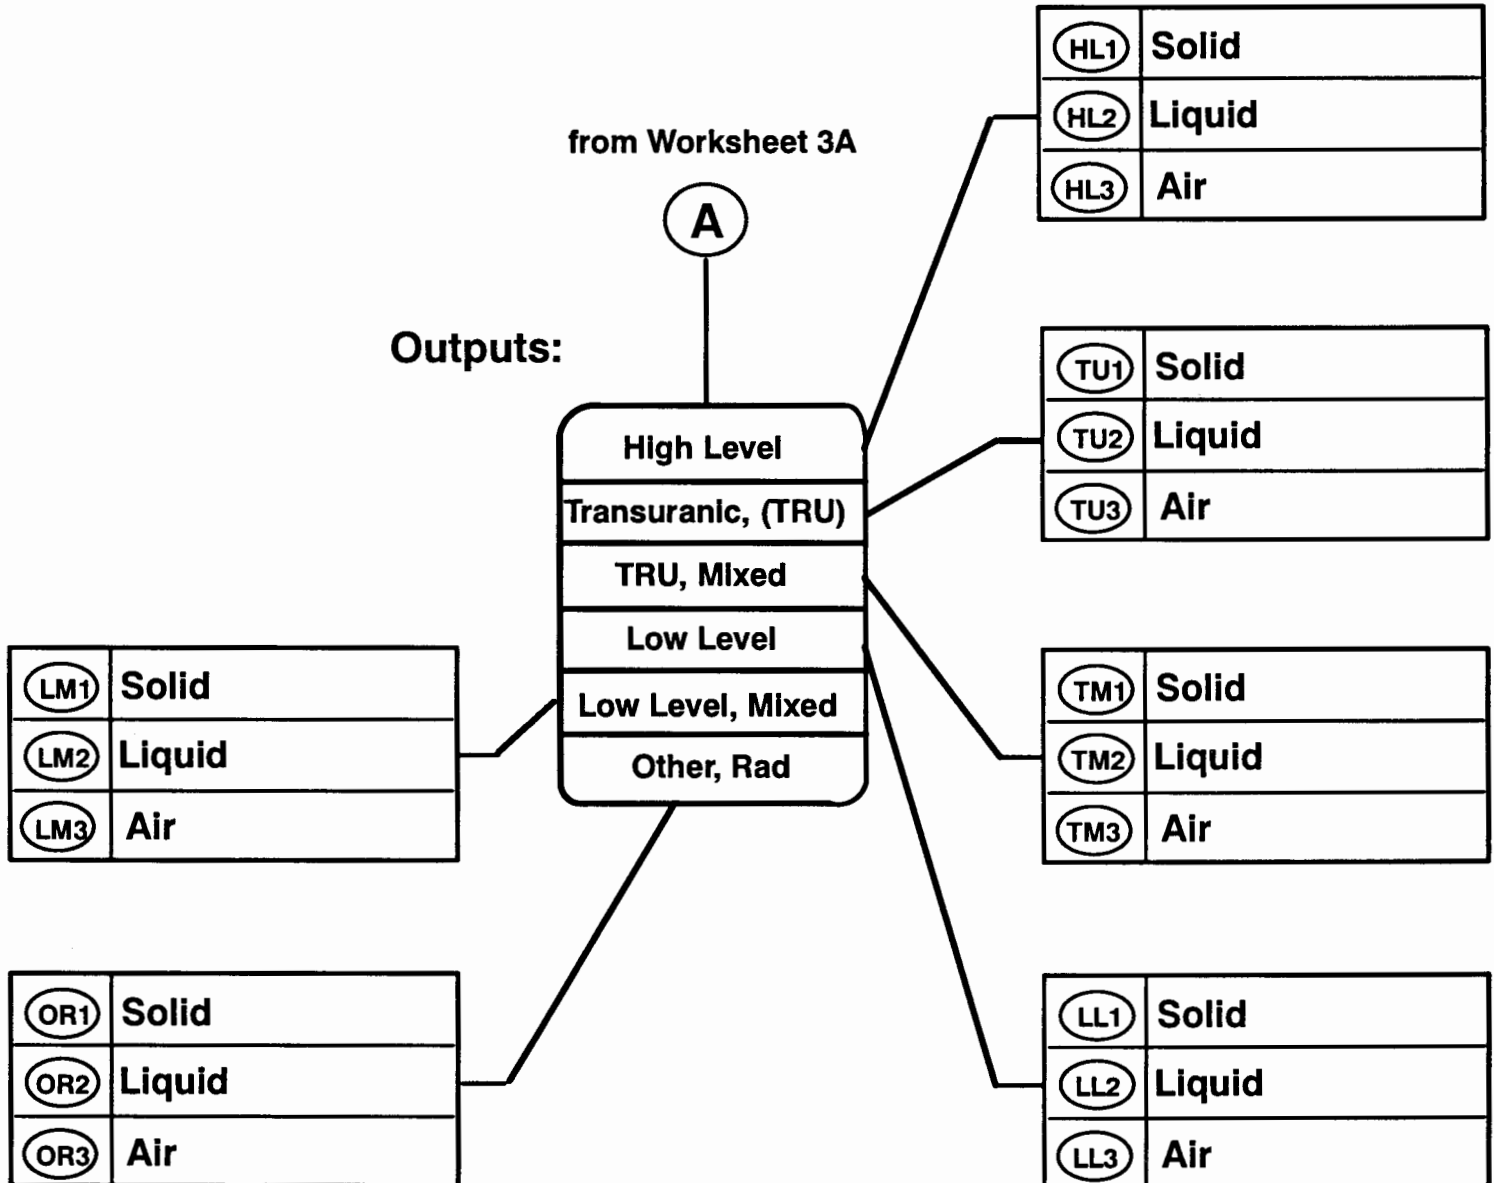 from Worksheet 3A
A
Outputs:
High Level
Transuranic, (TRU)
TRU, Mixed
Low Level
Low Level, Mixed
Other, Rad
HL1 Solid
HL2 Liquid
HL3 Air
TU1 Solid
TU2 Liquid
TU3 Air
TM1 Solid
TM2 Liquid
TM3 Air
LL1 Solid
LL2 Liquid
LL3 Air
LM1 Solid
LM2 Liquid
LM3 Air
OR1 Solid
OR2 Liquid
OR3 Air